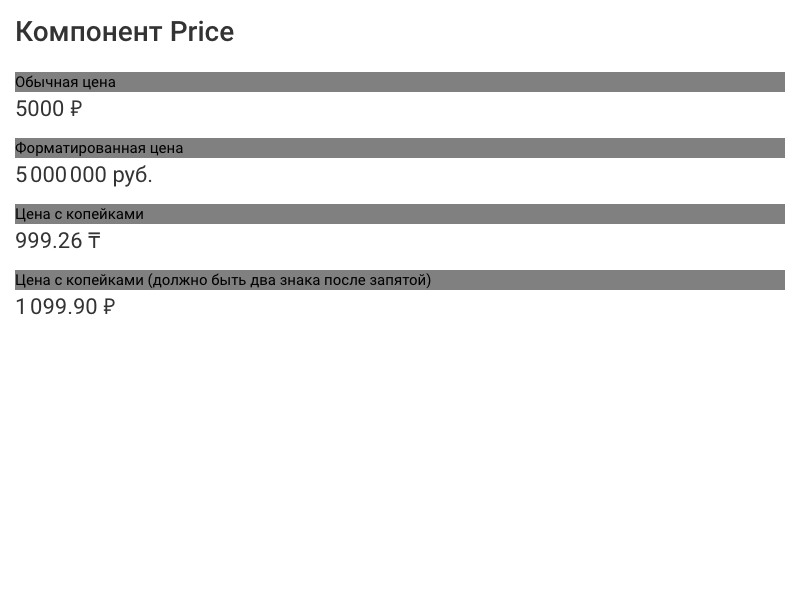 Компонент Price
Обычная цена
5000 ₽
Форматированная цена
5 000 000 руб.
Цена с копейками
999.26 ₸
Цена с копейками (должно быть два знака после запятой)
1 099.90 ₽